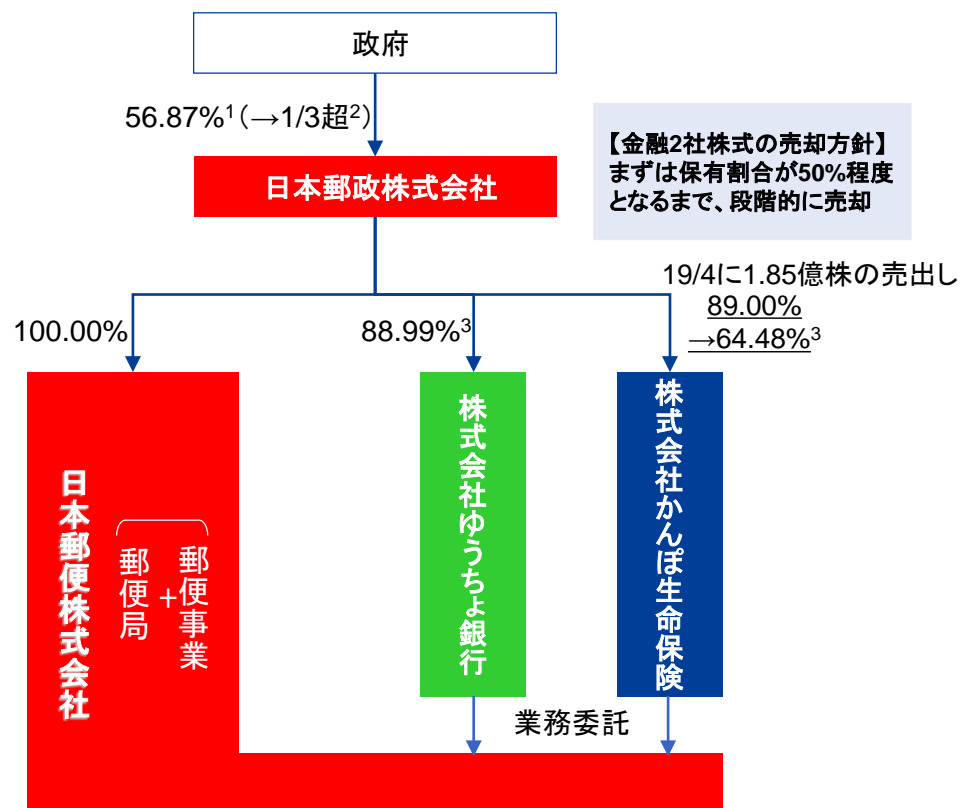 政府
56.87%¹（→1/3超²）
【金融2社株式の売却方針】
まずは保有割合が50%程度
となるまで、段階的に売却
日本郵政株式会社
19/4に1.85億株の売出し
89.00%
→64.48%³
100.00%
88.99%³
日本郵便株式会社
郵便局
+
郵便事業
株式会社ゆうちょ銀行
株式会社かんぽ生命保険
業務委託